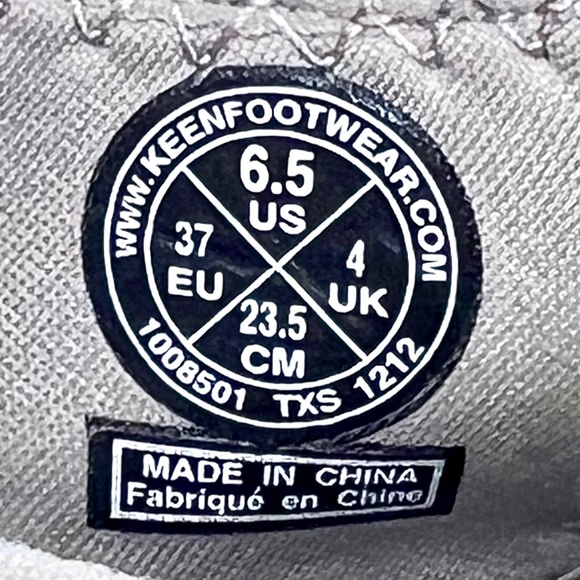 www.KEENFOOTWEAR.COM
6.5
US
37
EU
4
UK
23.5
CM
1008501 TXS 1212
MADE IN CHINA
Fabriqué en Chine